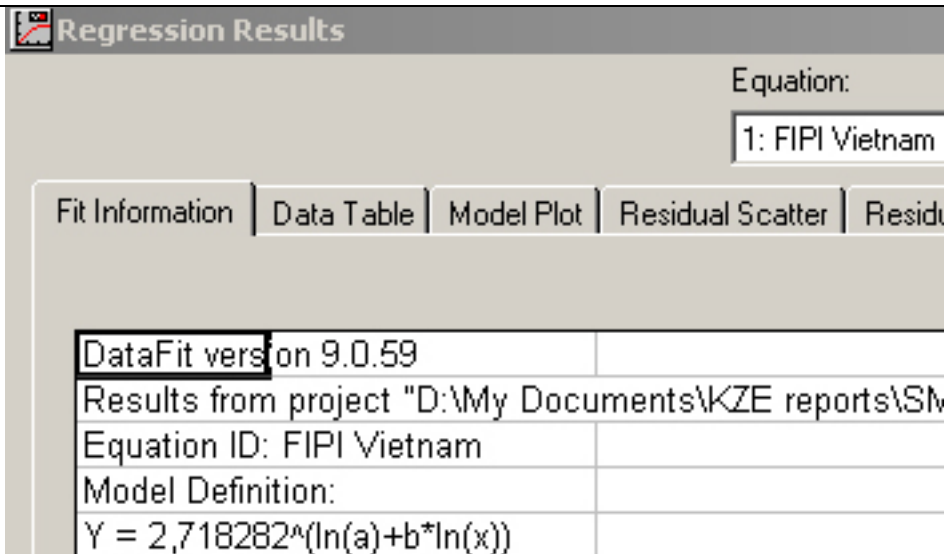 Regression Results
Equation:
1: FIPI Vietnam
Fit Information Data Table Model Plot Residual Scatter
DataFit version 9.0.59
Results from project "D:\My Documents\KZE reports\
Equation ID: FIPI Vietnam
Model Definition:
Y = 2,718282^(ln(a)+b*ln(x))